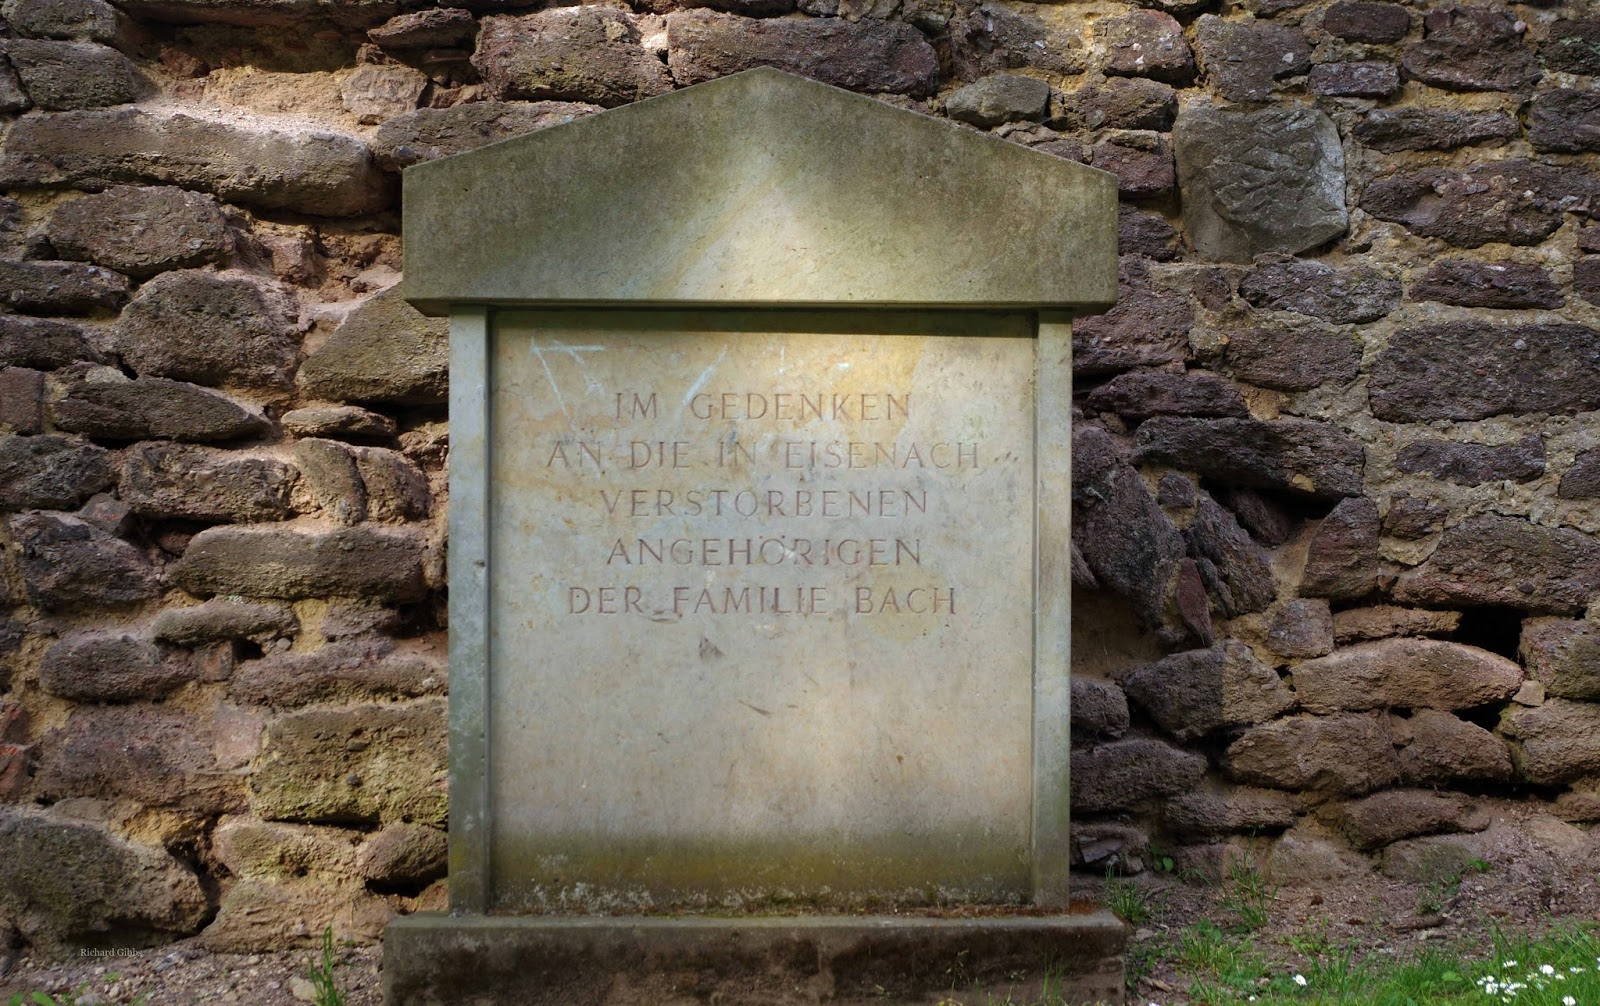 IM GEDENKEN
AN DIE IN EISENACH
VERSTORBENEN
ANGEHÖRIGEN
DER FAMILIE BACH
Richard Gibbs